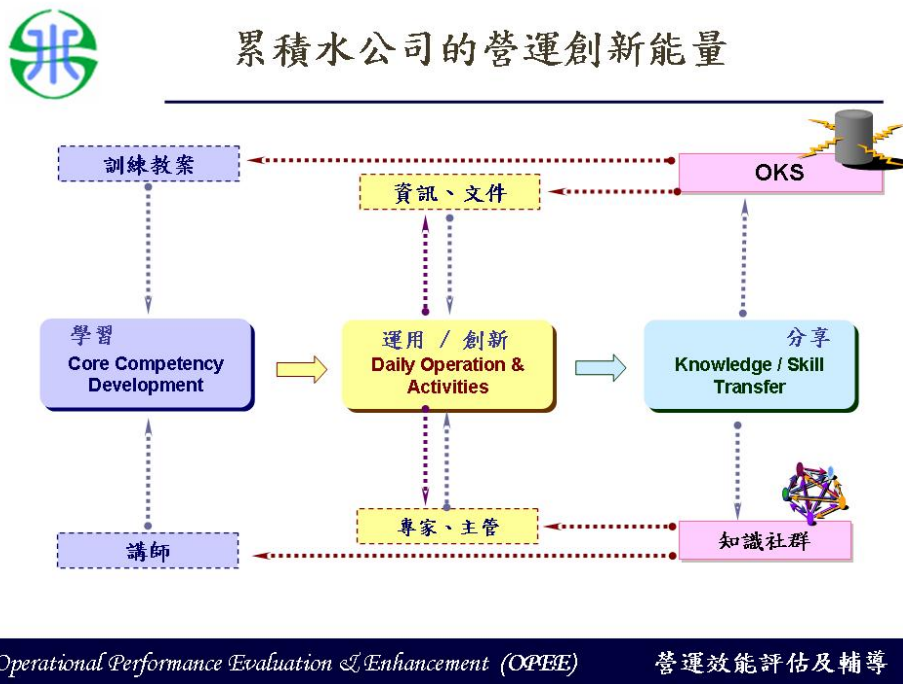 累積水公司的營運創新能量
訓練教案
OKS
資訊、文件
學習
Core Competency
Development
運用 / 創新
Daily Operation &
Activities
分享
Knowledge / Skill
Transfer
專家、主管
講師
知識社群
Operational Performance Evaluation & Enhancement (OPEE)
營運效能評估及輔導